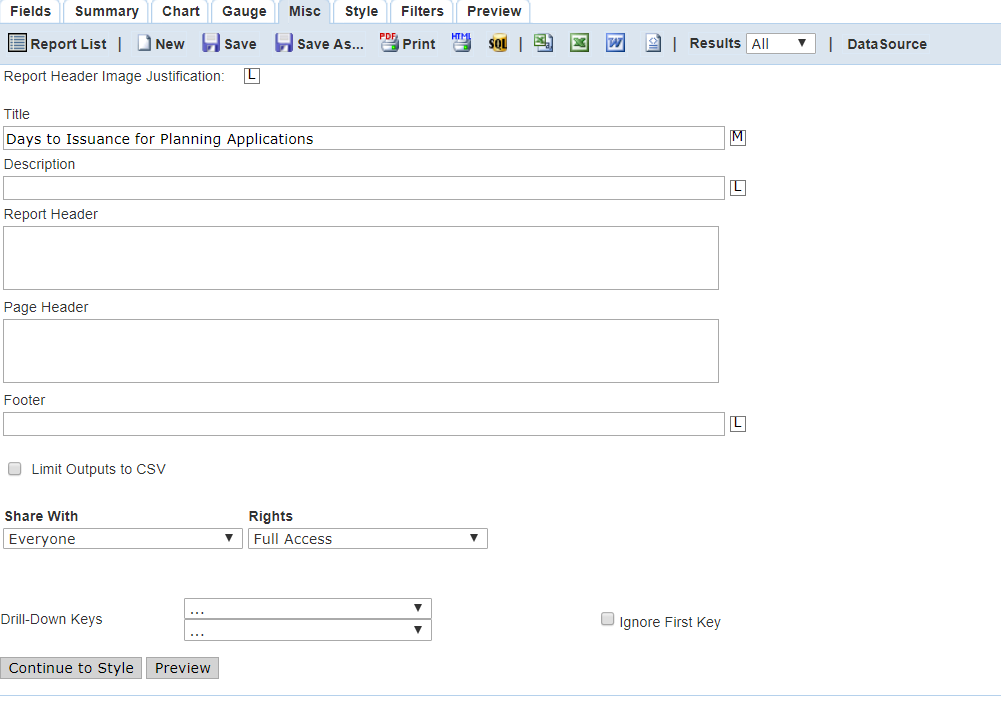 Fields Summary Chart Gauge Misc Style Filters Preview
Report List | New Save Save As... PDF Print HTML SQL | | Results All ▼ | DataSource
Report Header Image Justification: L
Title
Days to Issuance for Planning Applications M
Description
L
Report Header
Page Header
Footer
L
Limit Outputs to CSV
Share With Rights
Everyone ▼ Full Access ▼
... ▼
Drill-Down Keys Ignore First Key
... ▼
Continue to Style Preview